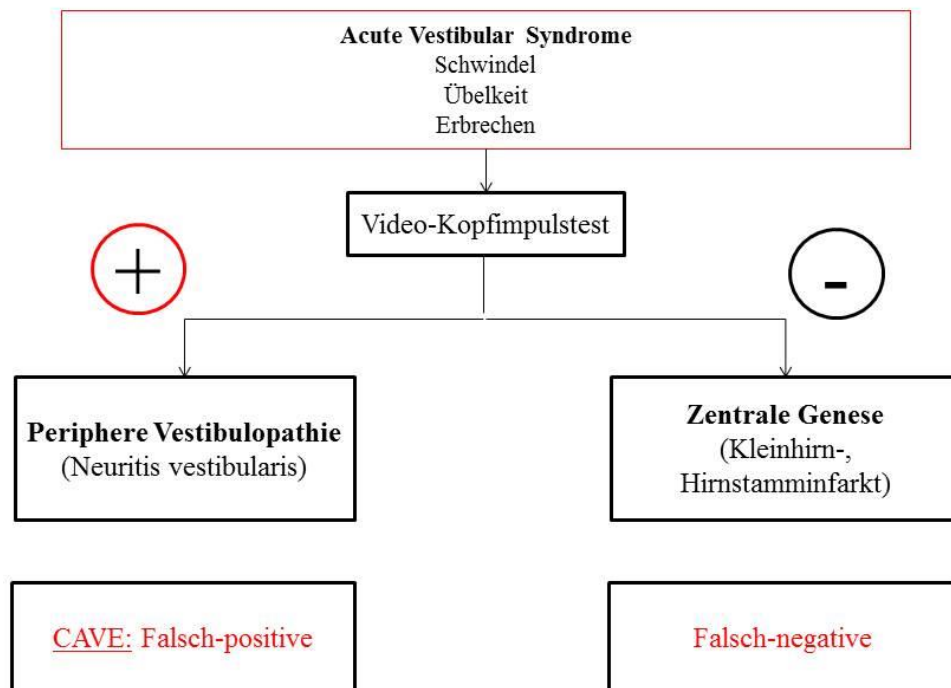 Acute Vestibular Syndrome
Schwindel
Übelkeit
Erbrechen
Video-Kopfimpulstest
+
-
Periphere Vestibulopathie
(Neuritis vestibularis)
Zentrale Genese
(Kleinhirn-,
Hirnstamminfarkt)
CAVE: Falsch-positive
Falsch-negative